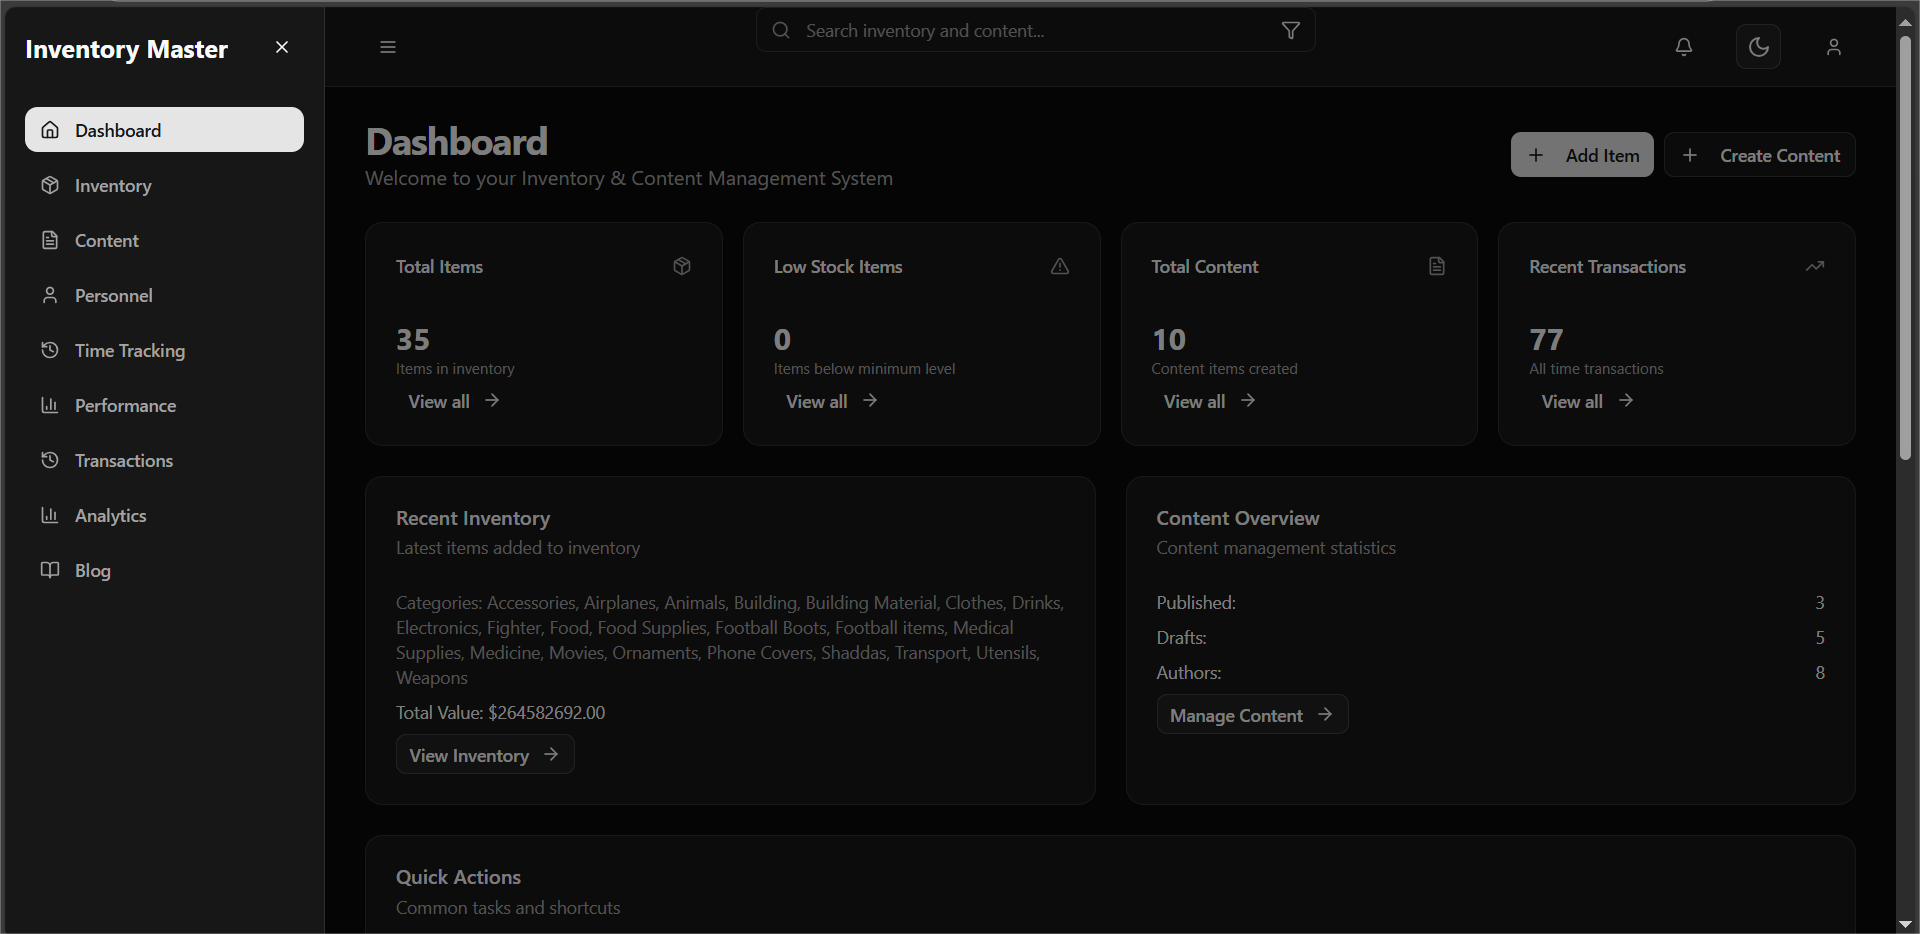 Inventory Master
Dashboard
Inventory
Content
Personnel
Time Tracking
Performance
Transactions
Analytics
Blog
Search inventory and content...
Dashboard
Welcome to your Inventory & Content Management System
Add Item
Create Content
Total Items
35
Items in inventory
View all
Low Stock Items
0
Items below minimum level
View all
Total Content
10
Content items created
View all
Recent Transactions
77
All time transactions
View all
Recent Inventory
Latest items added to inventory
Categories: Accessories, Airplanes, Animals, Building, Building Material, Clothes, Drinks,
Electronics, Fighter, Food, Food Supplies, Football Boots, Football items, Medical
Supplies, Medicine, Movies, Ornaments, Phone Covers, Shaddas, Transport, Utensils,
Weapons
Total Value: $264582692.00
View Inventory
Content Overview
Content management statistics
Published: 3
Drafts: 5
Authors: 8
Manage Content
Quick Actions
Common tasks and shortcuts